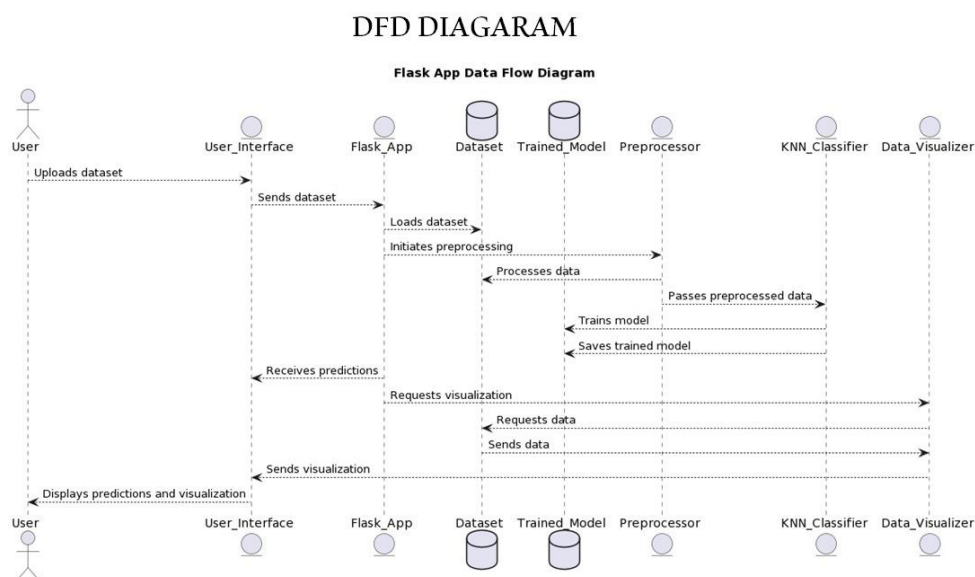 DFD DIAGARAM
Flask App Data Flow Diagram
User User_Interface Flask_App Dataset Trained_Model Preprocessor KNN_Classifier Data_Visualizer
Uploads dataset
Sends dataset
Loads dataset
Initiates preprocessing
Processes data
Passes preprocessed data
Trains model
Saves trained model
Receives predictions
Requests visualization
Requests data
Sends data
Sends visualization
Displays predictions and visualization
User User_Interface Flask_App Dataset Trained_Model Preprocessor KNN_Classifier Data_Visualizer